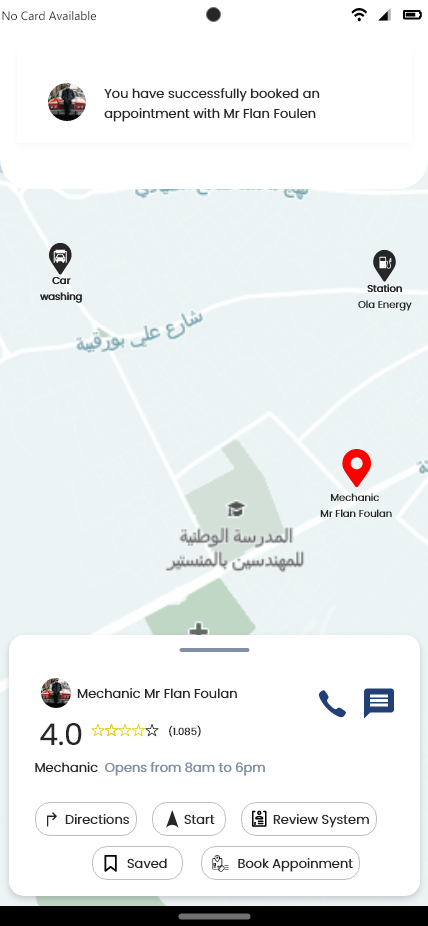 No Card Available
You have successfully booked an
appointment with Mr Flan Foulen
Car
washing
Station
Ola Energy
شارع علي بورقيبة
Mechanic
Mr Flan Foulan
المدرسة الوطنية
للمهندسين بالمنستير
Mechanic Mr Flan Foulan
4.0 (1.085)
Mechanic Opens from 8am to 6pm
Directions Start Review System
Saved Book Appoinment